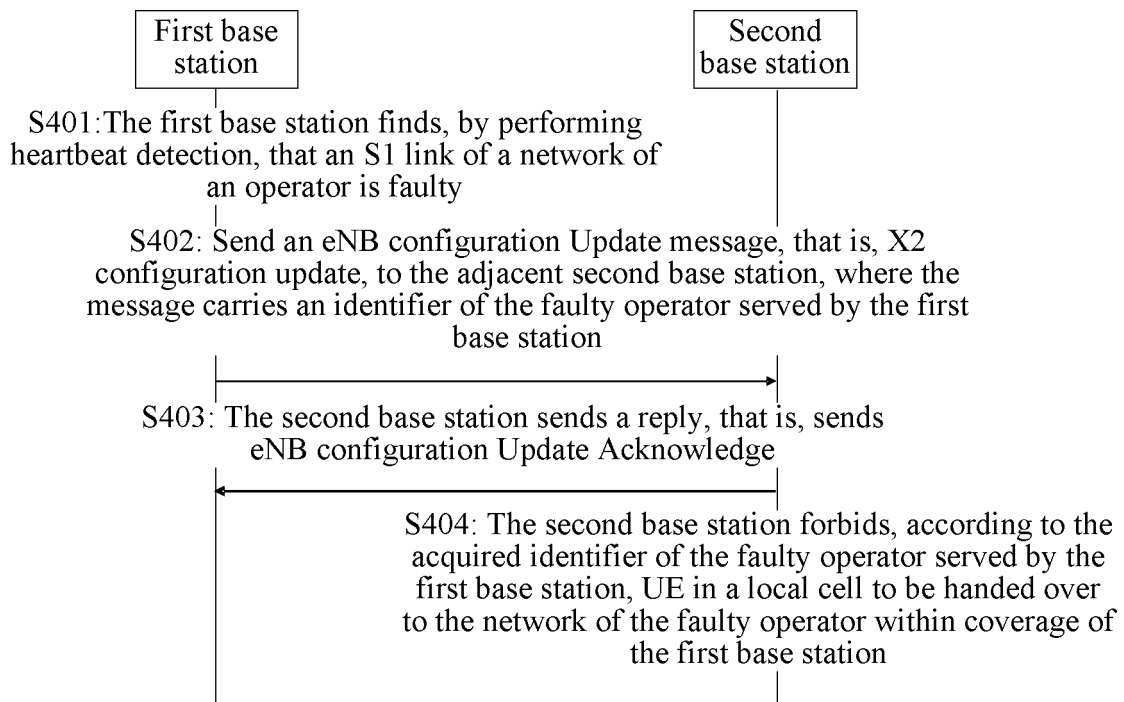 First base
station
Second
base station
S401:The first base station finds, by performing
heartbeat detection, that an S1 link of a network of
an operator is faulty
S402: Send an eNB configuration Update message, that is, X2
configuration update, to the adjacent second base station, where the
message carries an identifier of the faulty operator served by the first
base station
S403: The second base station sends a reply, that is, sends
eNB configuration Update Acknowledge
S404: The second base station forbids, according to the
acquired identifier of the faulty operator served by the
first base station, UE in a local cell to be handed over
to the network of the faulty operator within coverage of
the first base station